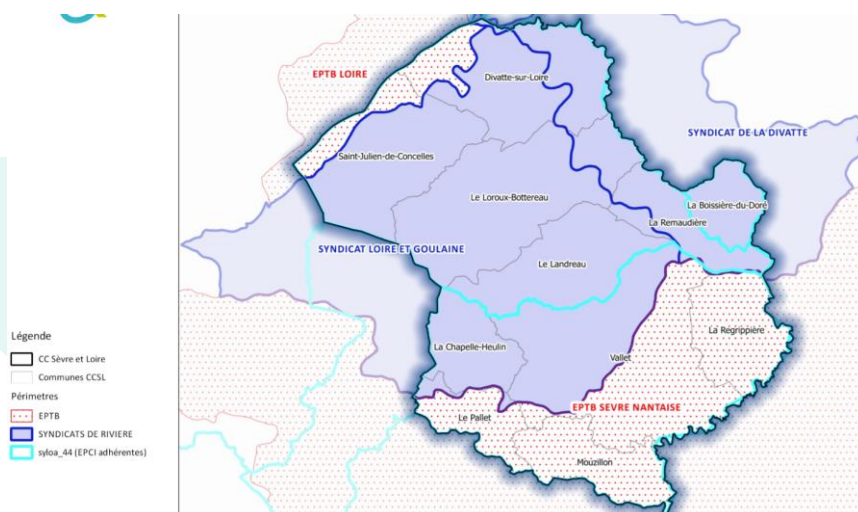 EPTB LOIRE
Divatte-sur-Loire
SYNDICAT DE LA DIVATTE
Saint-Julien-de-Concelles
Le Loroux-Bottereau
La Boissière-du-Doré
La Remaudière
SYNDICAT LOIRE ET GOULAINE
Le Landreau
La Regrippière
La Chapelle-Heulin
Vallet
EPTB SEVRE NANTAISE
Le Pallet
Mouzillon
Légende
CC Sèvre et Loire
Communes CCSL
Périmetres
EPTB
SYNDICATS DE RIVIERE
syloa_44 (EPCI adhérentes)